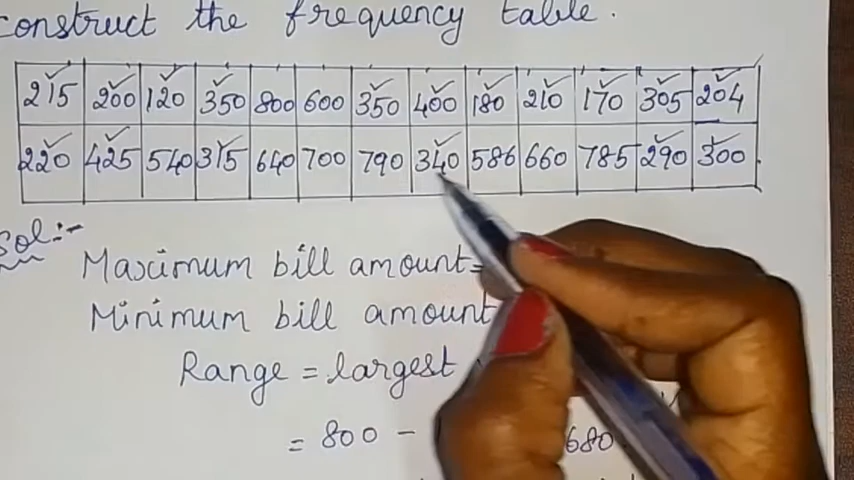 construct the frequency table.
215 200 120 350 800 600 350 400 180 210 170 305 204
220 425 540 315 640 700 790 340 586 660 785 290 300
Sol:-
Maximum bill amount=
Minimum bill amount
Range = largest
= 800 - 680